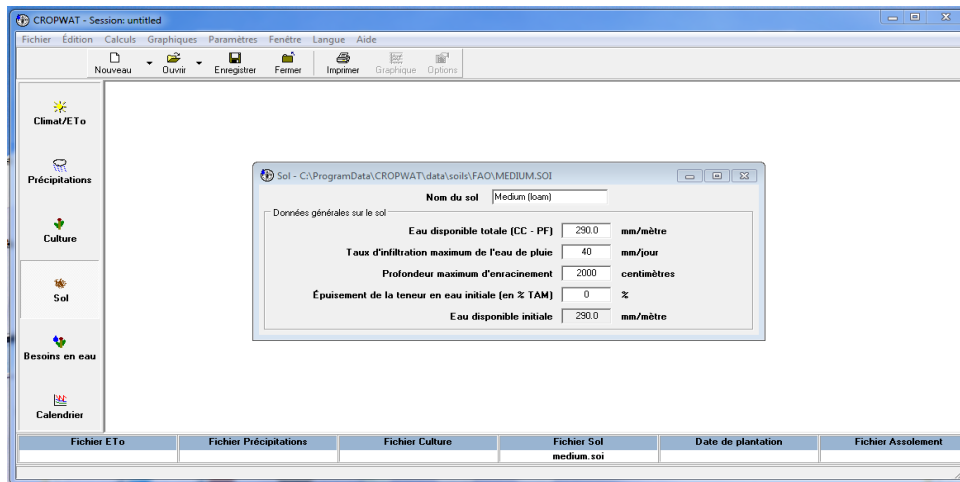 CROPWAT - Session: untitled
Fichier Édition Calculs Graphiques Paramètres Fenêtre Langue Aide
Nouveau Ouvrir Enregistrer Fermer Imprimer Graphique Options
Climat/ETo
Précipitations
Culture
Sol
Besoins en eau
Calendrier
Sol - C:\ProgramData\CROPWAT\data\soils\FAO\MEDIUM.SOI
Nom du sol Medium (loam)
Données générales sur le sol
Eau disponible totale (CC - PF) 290.0 mm/mètre
Taux d'infiltration maximum de l'eau de pluie 40 mm/jour
Profondeur maximum d'enracinement 2000 centimètres
Épuisement de la teneur en eau initiale (en % TAM) 0 %
Eau disponible initiale 290.0 mm/mètre
Fichier ETo Fichier Précipitations Fichier Culture Fichier Sol Date de plantation Fichier Assolement
medium.soi